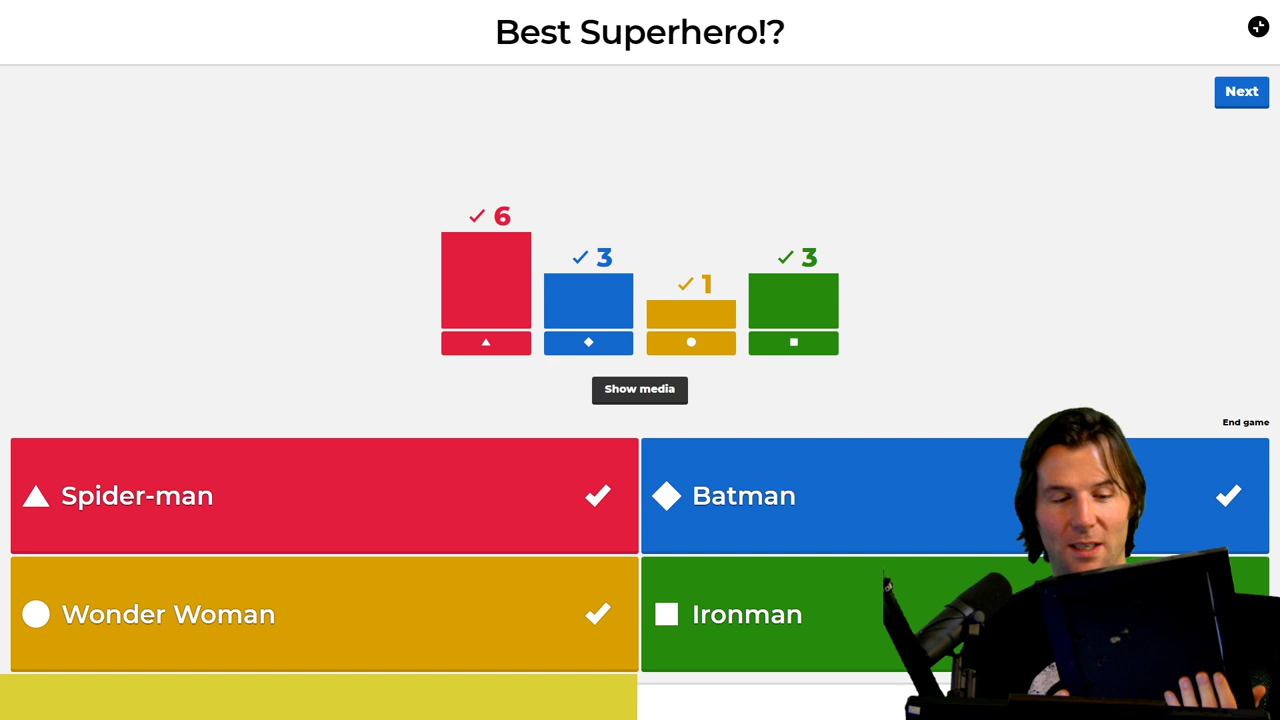 Best Superhero!?
Next
6
3
1
3
Show media
End game
Spider-man
Batman
Wonder Woman
Ironman